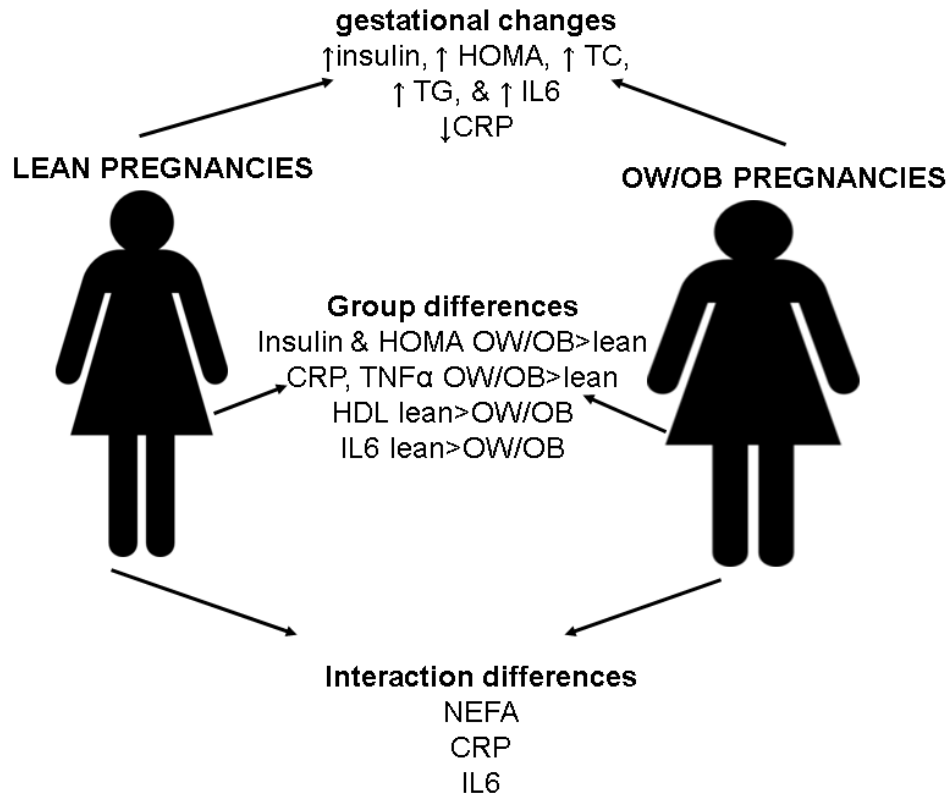 gestational changes
↑insulin, ↑ HOMA, ↑ TC,
↑ TG, & ↑ IL6
↓CRP
LEAN PREGNANCIES
OW/OB PREGNANCIES
Group differences
Insulin & HOMA OW/OB>lean
CRP, TNFα OW/OB>lean
HDL lean>OW/OB
IL6 lean>OW/OB
Interaction differences
NEFA
CRP
IL6